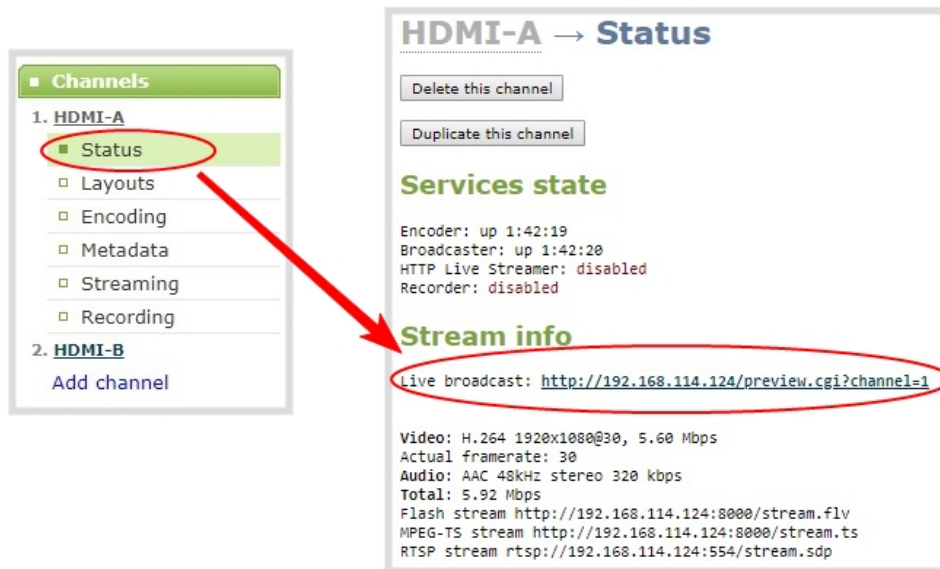 Channels
1. HDMI-A
Status
Layouts
Encoding
Metadata
Streaming
Recording
2. HDMI-B
Add channel
HDMI-A → Status
Delete this channel
Duplicate this channel
Services state
Encoder: up 1:42:19
Broadcaster: up 1:42:20
HTTP Live Streamer: disabled
Recorder: disabled
Stream info
Live broadcast: http://192.168.114.124/preview.cgi?channel=1
Video: H.264 1920x1080@30, 5.60 Mbps
Actual framerate: 30
Audio: AAC 48kHz stereo 320 kbps
Total: 5.92 Mbps
Flash stream http://192.168.114.124:8000/stream.flv
MPEG-TS stream http://192.168.114.124:8000/stream.ts
RTSP stream rtsp://192.168.114.124:554/stream.sdp